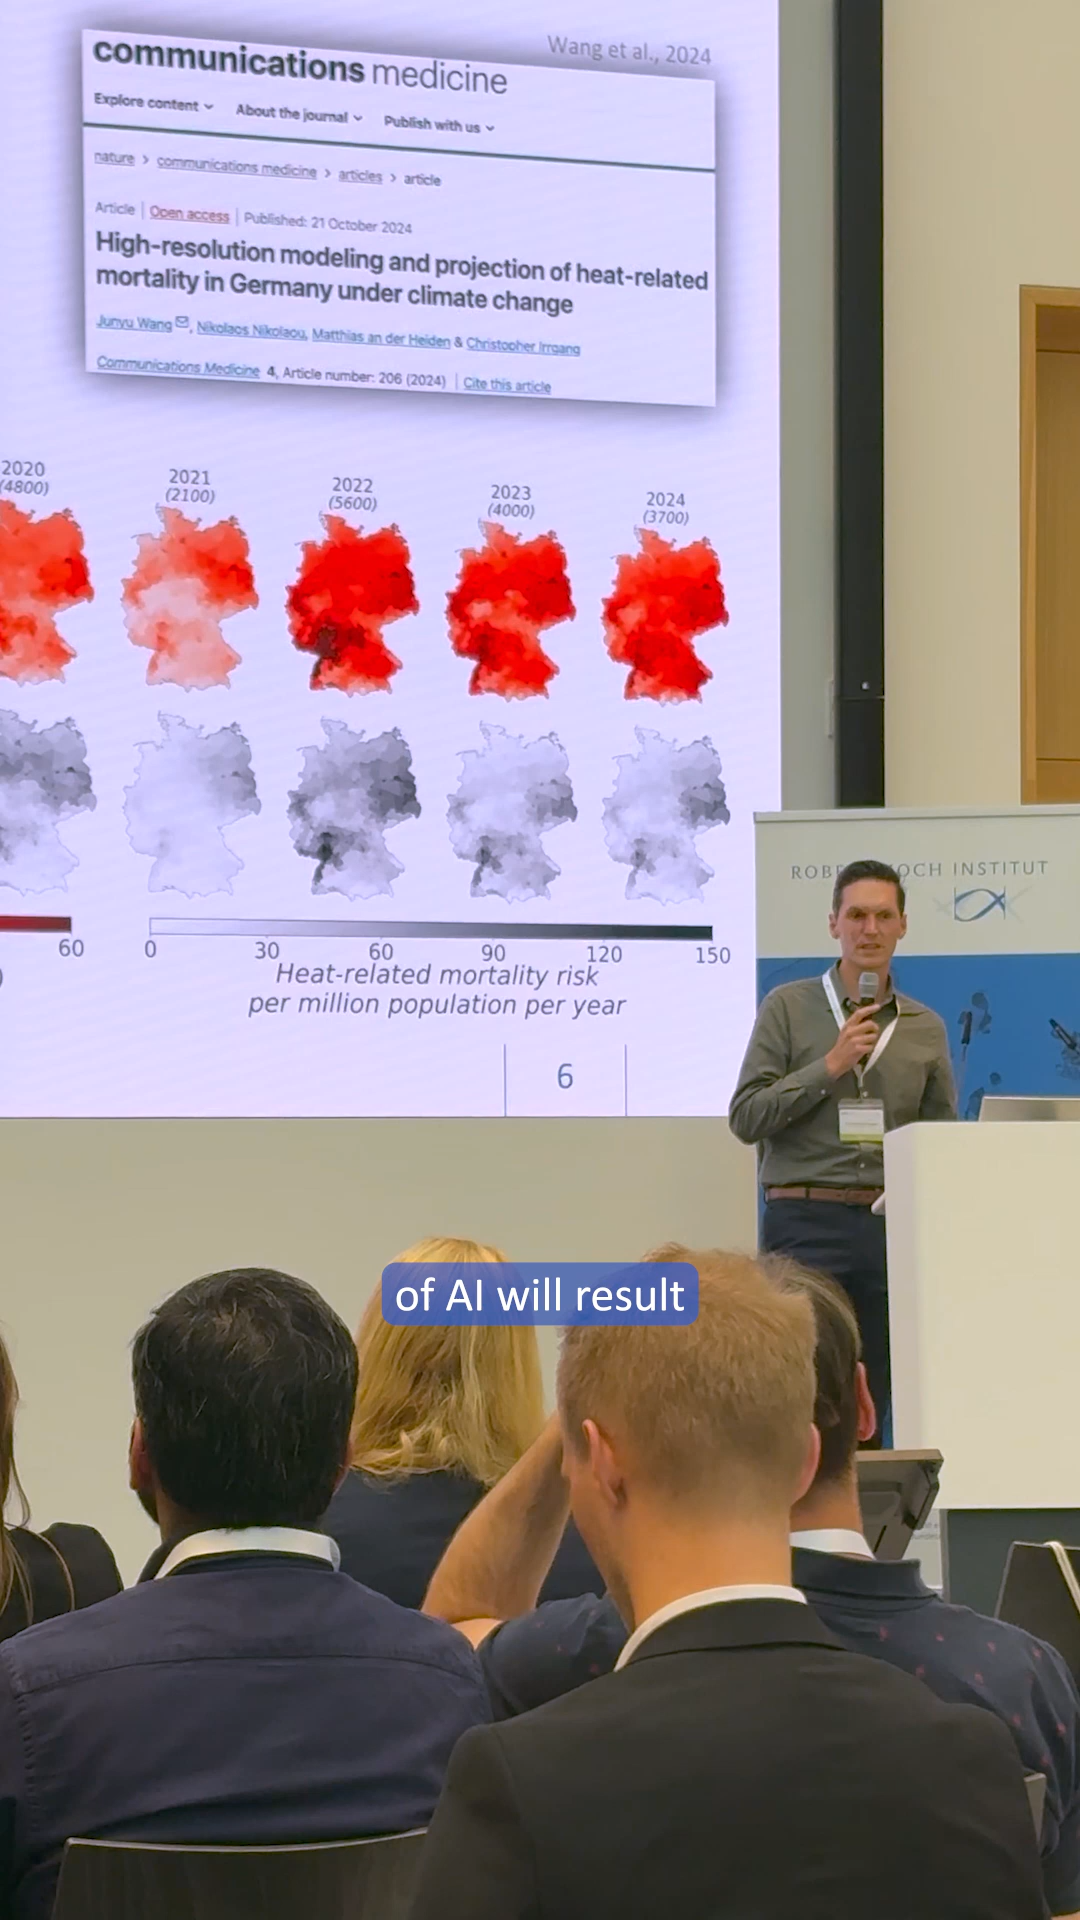 Wang et al., 2024
communications medicine
Explore content
About the journal
Publish with us
nature > communications medicine > articles > article
Article | Open access | Published: 21 October 2024
High-resolution modeling and projection of heat-related
mortality in Germany under climate change
Junyu Wang, Nikolaos Nikolaou, Matthias an der Heiden & Christopher Irrgang
Communications Medicine 4, Article number: 206 (2024) | Cite this article
2020 2021 2022 2023 2024
(4800) (2100) (5600) (4000) (3700)
60 0 30 60 90 120 150
)
Heat-related mortality risk
per million population per year
6
ROBE OCH INSTITUT
of AI will result